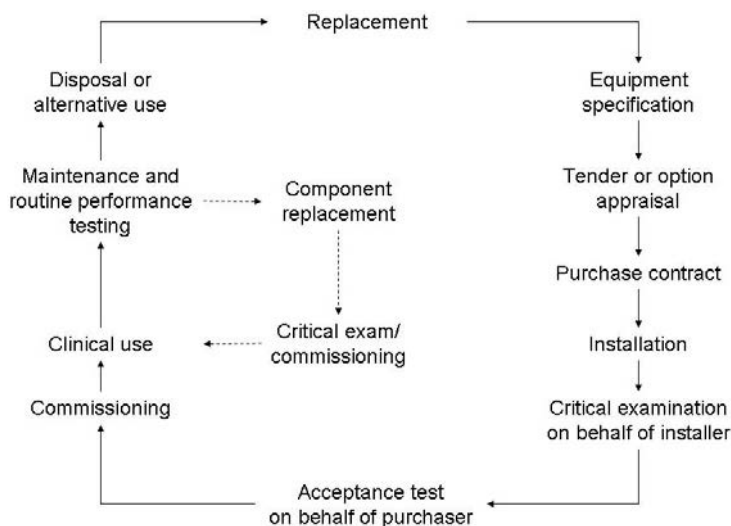 Replacement
Disposal or
alternative use
Equipment
specification
Maintenance and
routine performance
testing
Component
replacement
Tender or option
appraisal
Purchase contract
Clinical use
Critical exam/
commissioning
Installation
Commissioning
Critical examination
on behalf of installer
Acceptance test
on behalf of purchaser